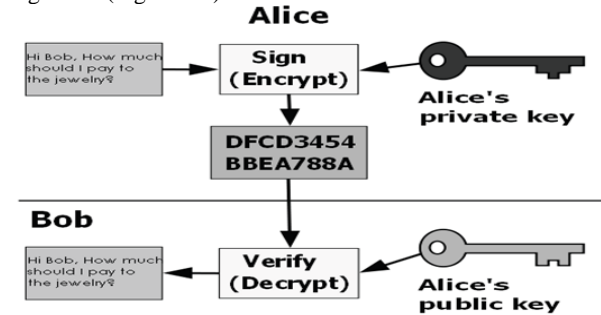 Alice
Hi Bob, How much
should I pay to
the jewelry?
Sign
(Encrypt)
Alice's
private key
DFCD3454
BBEA788A
Bob
Hi Bob, How much
should I pay to
the jewelry?
Verify
(Decrypt)
Alice's
public key